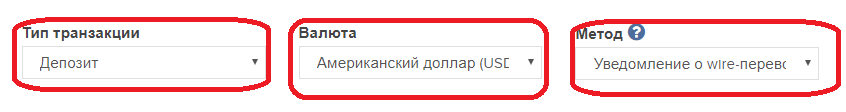 Тип транзакции
Валюта
Метод ?
Депозит
Американский доллар (USD
Уведомление о wire-перево